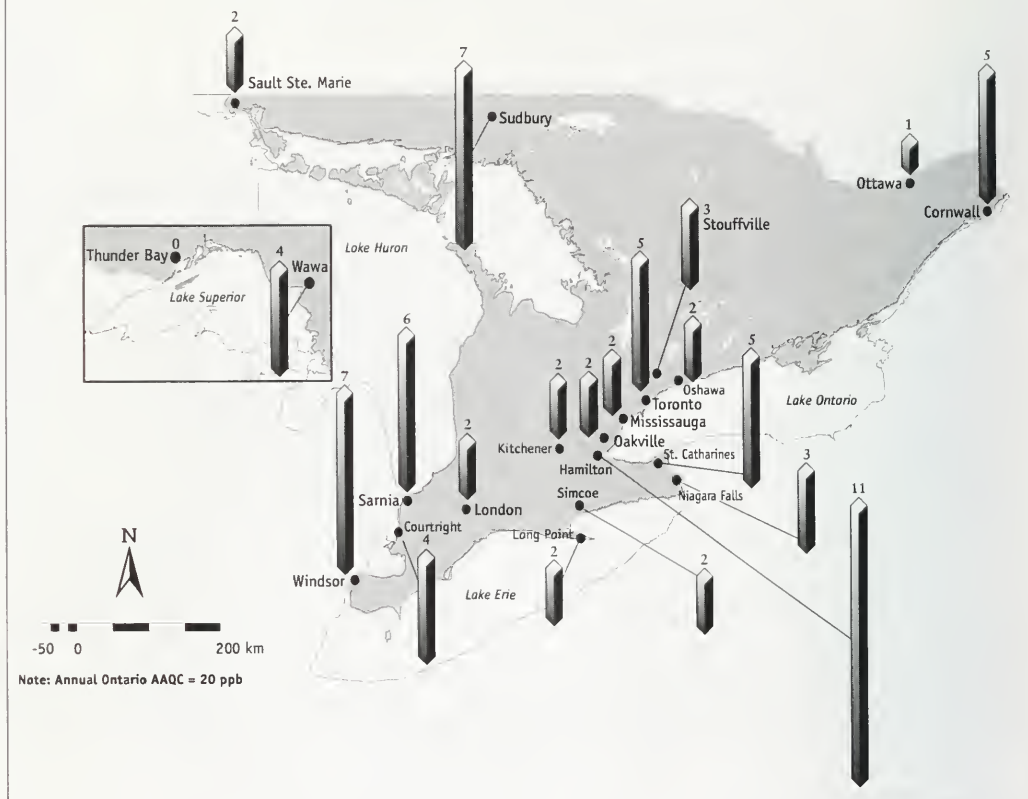 2
Sault Ste. Marie
7
Sudbury
5
1
Ottawa
Cornwall
3
Stouffville
Thunder Bay
0
4
Wawa
Lake Superior
Lake Huron
5
2
Oshawa
6
2
2
2
5
Toronto
Lake Ontario
7
Mississauga
2
Kitchener
Oakville
St. Catharines
Hamilton
3
Sarnia
London
Simcoe
Niagara Falls
11
Courtright
Long Point
N
4
2
2
Windsor
Lake Erie
-50 0 200 km
Note: Annual Ontario AAQC = 20 ppb